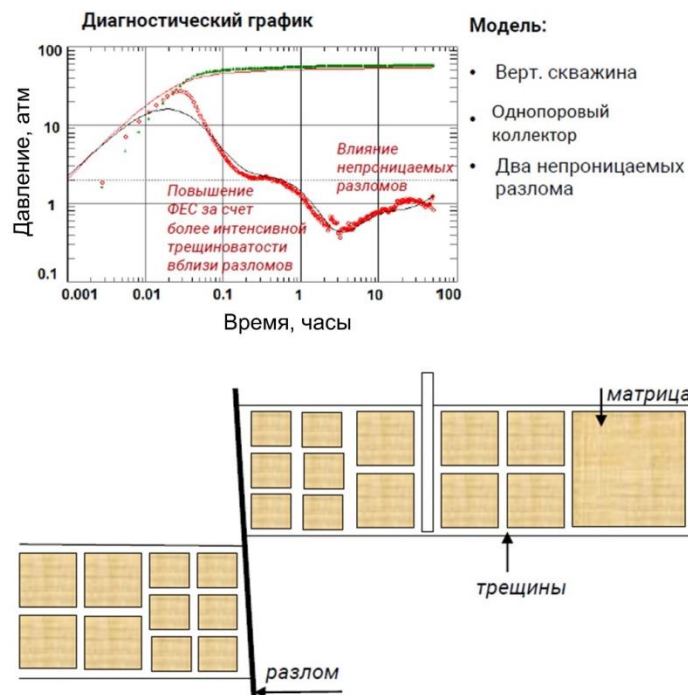 Диагностический график
Модель:
100
10
1
0.1
Давление, атм
0.001
0.01
0.1
1
10
100
Время, часы
Повышение
ФЕС за счет
более интенсивной
трещиноватости
вблизи разломов
Влияние
непроницаемых
разломов
• Верт. скважина
• Однопоровый
коллектор
• Два непроницаемых
разлома
матрица
трещины
разлом